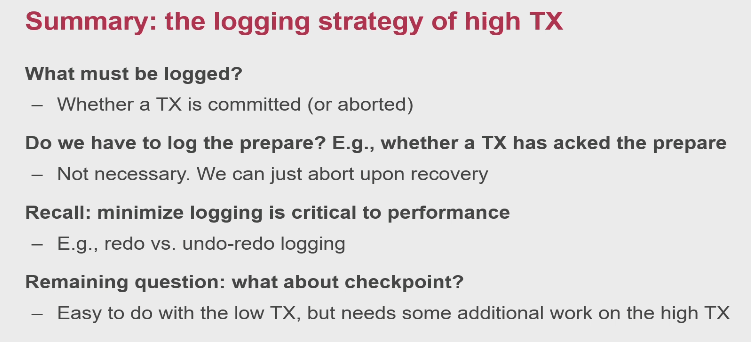 Summary: the logging strategy of high TX
What must be logged?
– Whether a TX is committed (or aborted)
Do we have to log the prepare? E.g., whether a TX has acked the prepare
– Not necessary. We can just abort upon recovery
Recall: minimize logging is critical to performance
– E.g., redo vs. undo-redo logging
Remaining question: what about checkpoint?
– Easy to do with the low TX, but needs some additional work on the high TX